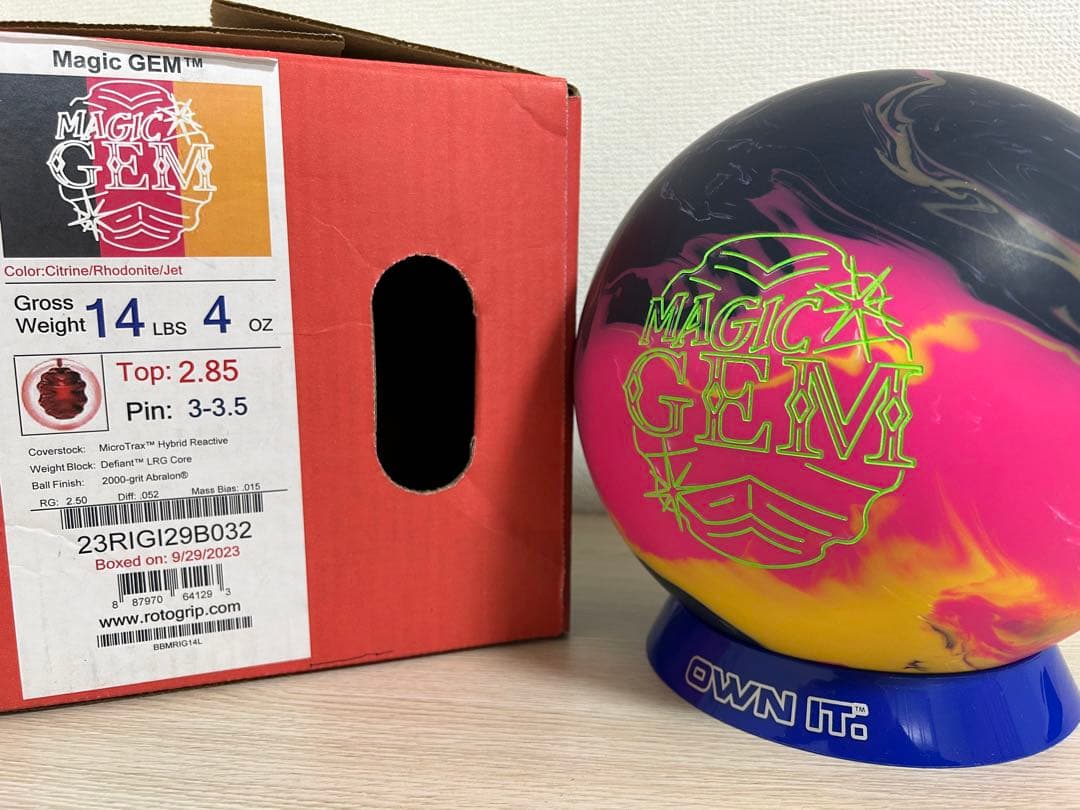 Magic GEM™
MAGIC
GEM
Color:Citrine/Rhodonite/Jet
Gross Weight 14 LBS 4 OZ
Top: 2.85
Pin: 3-3.5
Coverstock: MicroTrax™ Hybrid Reactive
Weight Block: Defiant™ LRG Core
Ball Finish: 2000-grit Abralon®
RG: 2.50 Diff: .052 Mass Bias: .015
23RIGI29B032
Boxed on: 9/29/2023
8 87970 64129 3
www.rotogrip.com
BBMRIG14L
MAGIC
GEM
OWN IT.™